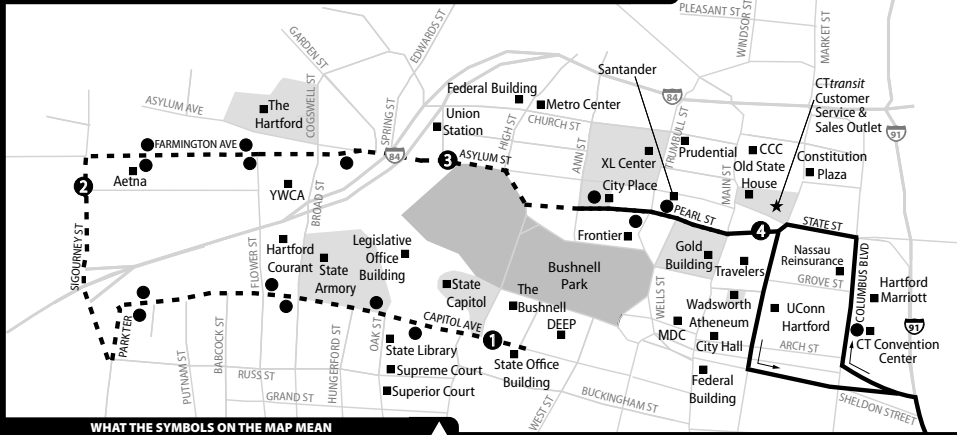 PLEASANT ST
WINDSOR ST
MARKET ST
EDWARDS ST
GARDEN ST
COGSWELL ST
SPRING ST
ASYLUM AVE
The
Hartford
Federal Building
Metro Center
Union
Station
HIGH ST
CHURCH ST
ANN ST
Santander
84
TRUMBULL ST
CTtransit
Customer
Service &
Sales Outlet
91
FARMINGTON AVE
84
3
ASYLUM ST
XL Center
Prudential
CCC
Old State
House
Constitution
Plaza
MAIN ST
Aetna
2
YWCA
BROAD ST
City Place
PEARL ST
4
STATE ST
Frontier
SIGOURNEY ST
FLOWER ST
Hartford
Courant
State
Armory
Legislative
Office
Building
Bushnell
Park
Gold
Building
Travelers
Nassau
Reinsurance
GROVE ST
COLUMBUS BLVD
Hartford
Marriott
State
Capitol
The
Bushnell
DEEP
WELLS ST
Wadsworth
Atheneum
MDC
City Hall
UConn
Hartford
ARCH ST
91
CT Convention
Center
PARK TER
CAPITOL AVE
1
PUTNAM ST
BABCOCK ST
RUSS ST
GRAND ST
HUNGERFORD ST
OAK ST
State Library
Supreme Court
Superior Court
State Office
Building
WEST ST
BUCKINGHAM ST
Federal
Building
SHELDON STREET
WHAT THE SYMBOLS ON THE MAP MEAN